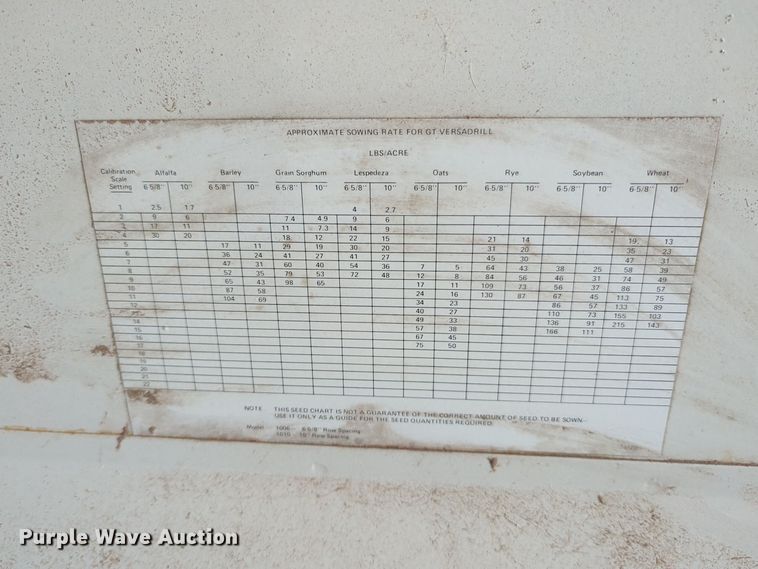 APPROXIMATE SOWING RATE FOR GT VERSADRILL
LBS/ACRE
Calibration Scale Setting Alfalfa Barley Grain Sorghum Lespedeza Oats Rye Soybean Wheat
6-5/8" 10" 6-5/8" 10" 6-5/8" 10" 6-5/8" 10" 6-5/8" 10" 6-5/8" 10" 6-5/8" 10" 6-5/8" 10"
1 2.5 1.7 4 2.7
2 9 6 7.4 4.9 9 6
3 17 11 11 7.3 14 9
4 30 20 18 12 22 15 21 14 19 13
5 17 11 29 19 30 20 31 20 35 23
6 36 24 41 27 41 27 45 30 47 31
7 47 31 60 40 54 36 7 5 64 43 38 25 58 39
8 52 35 79 53 72 48 12 8 84 56 46 31 74 49
9 65 43 98 65 17 11 109 73 56 37 86 57
10 87 58 24 16 130 87 67 45 113 75
11 104 69 34 23 86 57 133 89
12 40 27 110 73 155 103
13 49 33 136 91 215 143
14 57 38 166 111
15 67 45
16 75 50
17
18
19
20
21
22
NOTE THIS SEED CHART IS NOT A GUARANTEE OF THE CORRECT AMOUNT OF SEED TO BE SOWN-
USE IT ONLY AS A GUIDE FOR THE SEED QUANTITIES REQUIRED.
Model 1006 - 6-5/8" Row Spacing
1010 - 10" Row Spacing
Purple Wave Auction